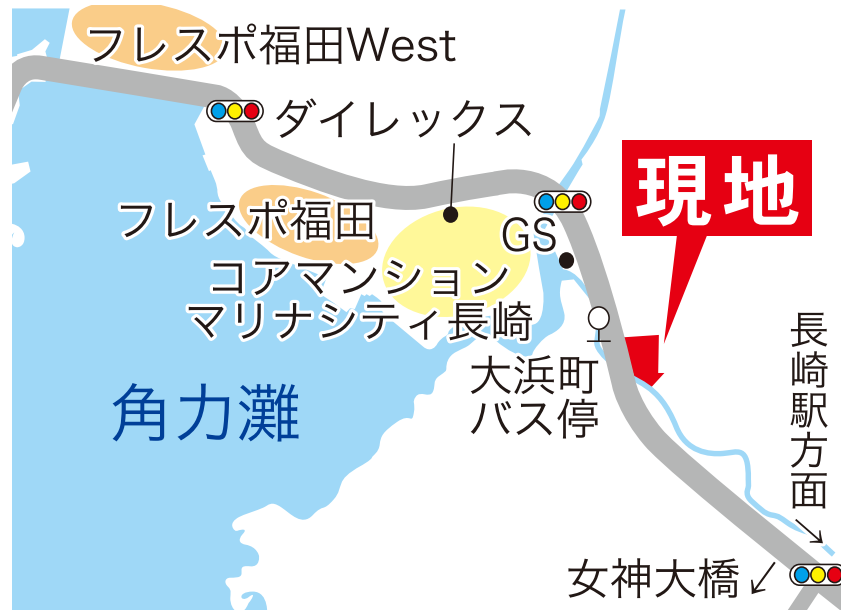 フレスポ福田West
ダイレックス
現地
フレスポ福田
GS
コアマンション
マリナシティ長崎
大浜町
バス停
長崎駅方面
角力灘
女神大橋